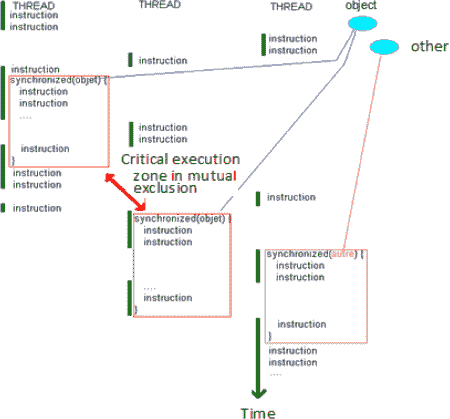 THREAD
instruction
instruction
instruction
synchronized(objet) {
instruction
instruction
....
instruction
}
instruction
instruction
instruction
THREAD
instruction
instruction
instruction
Critical execution
zone in mutual
exclusion
synchronized(objet) {
instruction
instruction
....
instruction
}
THREAD
instruction
instruction
instruction
synchronized(autre) {
instruction
instruction
instruction
}
instruction
instruction
....
Time
object
other